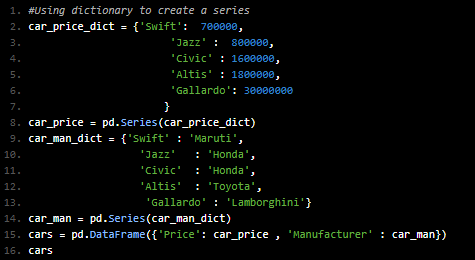 1. #Using dictionary to create a series
2. car_price_dict = {'Swift':  700000,
3.                        'Jazz' :  800000,
4.                        'Civic' : 1600000,
5.                        'Altis' : 1800000,
6.                        'Gallardo': 30000000
7.                       }
8. car_price = pd.Series(car_price_dict)
9. car_man_dict = {'Swift' : 'Maruti',
10.                   'Jazz'   : 'Honda',
11.                   'Civic'  : 'Honda',
12.                   'Altis'  : 'Toyota',
13.                    'Gallardo' : 'Lamborghini'}
14. car_man = pd.Series(car_man_dict)
15. cars = pd.DataFrame({'Price': car_price , 'Manufacturer' : car_man})
16. cars